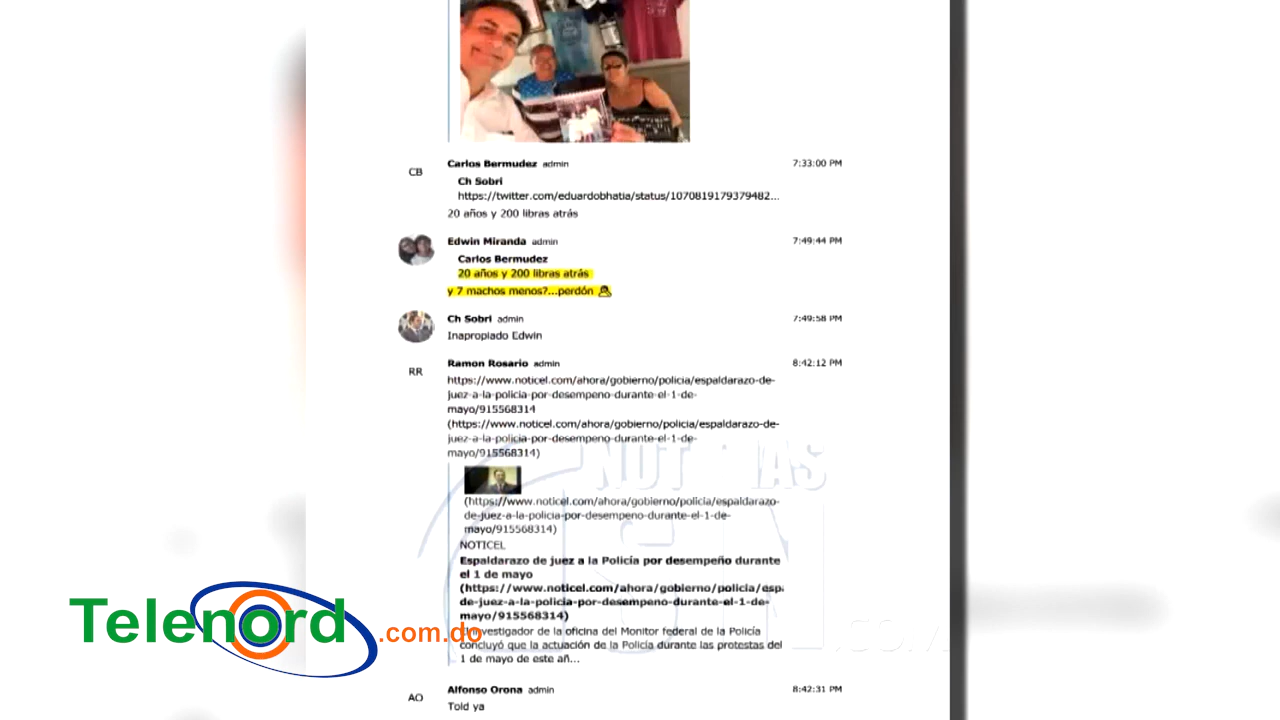 CB
Carlos Bermudez admin 7:33:00 PM
Ch Sobri
https://twitter.com/eduardobhatia/status/1070819179379482...
20 años y 200 libras atrás
Edwin Miranda admin 7:49:44 PM
Carlos Bermudez
20 años y 200 libras atrás
y 7 machos menos?...perdón
Ch Sobri admin 7:49:58 PM
Inapropiado Edwin
RR
Ramon Rosario admin 8:42:12 PM
https://www.noticel.com/ahora/gobierno/policia/espaldarazo-de-
juez-a-la-policia-por-desempeno-durante-el-1-de-
mayo/915568314
(https://www.noticel.com/ahora/gobierno/policia/espaldarazo-de-
juez-a-la-policia-por-desempeno-durante-el-1-de-
mayo/915568314)
(https://www.noticel.com/ahora/gobierno/policia/espaldarazo-
de-juez-a-la-policia-por-desempeno-durante-el-1-de-
mayo/915568314)
NOTICEL
Espaldarazo de juez a la Policía por desempeño durante
el 1 de mayo
(https://www.noticel.com/ahora/gobierno/policia/esp
de-juez-a-la-policia-por-desempeno-durante-el-1-de-
mayo/915568314)
investigador de la oficina del Monitor federal de la Policía
concluyó que la actuación de la Policía durante las protestas del
1 de mayo de este añ...
AO
Alfonso Orona admin 8:42:31 PM
Told ya
NOTICIAS
SIN
.com
Telenord
.com.do